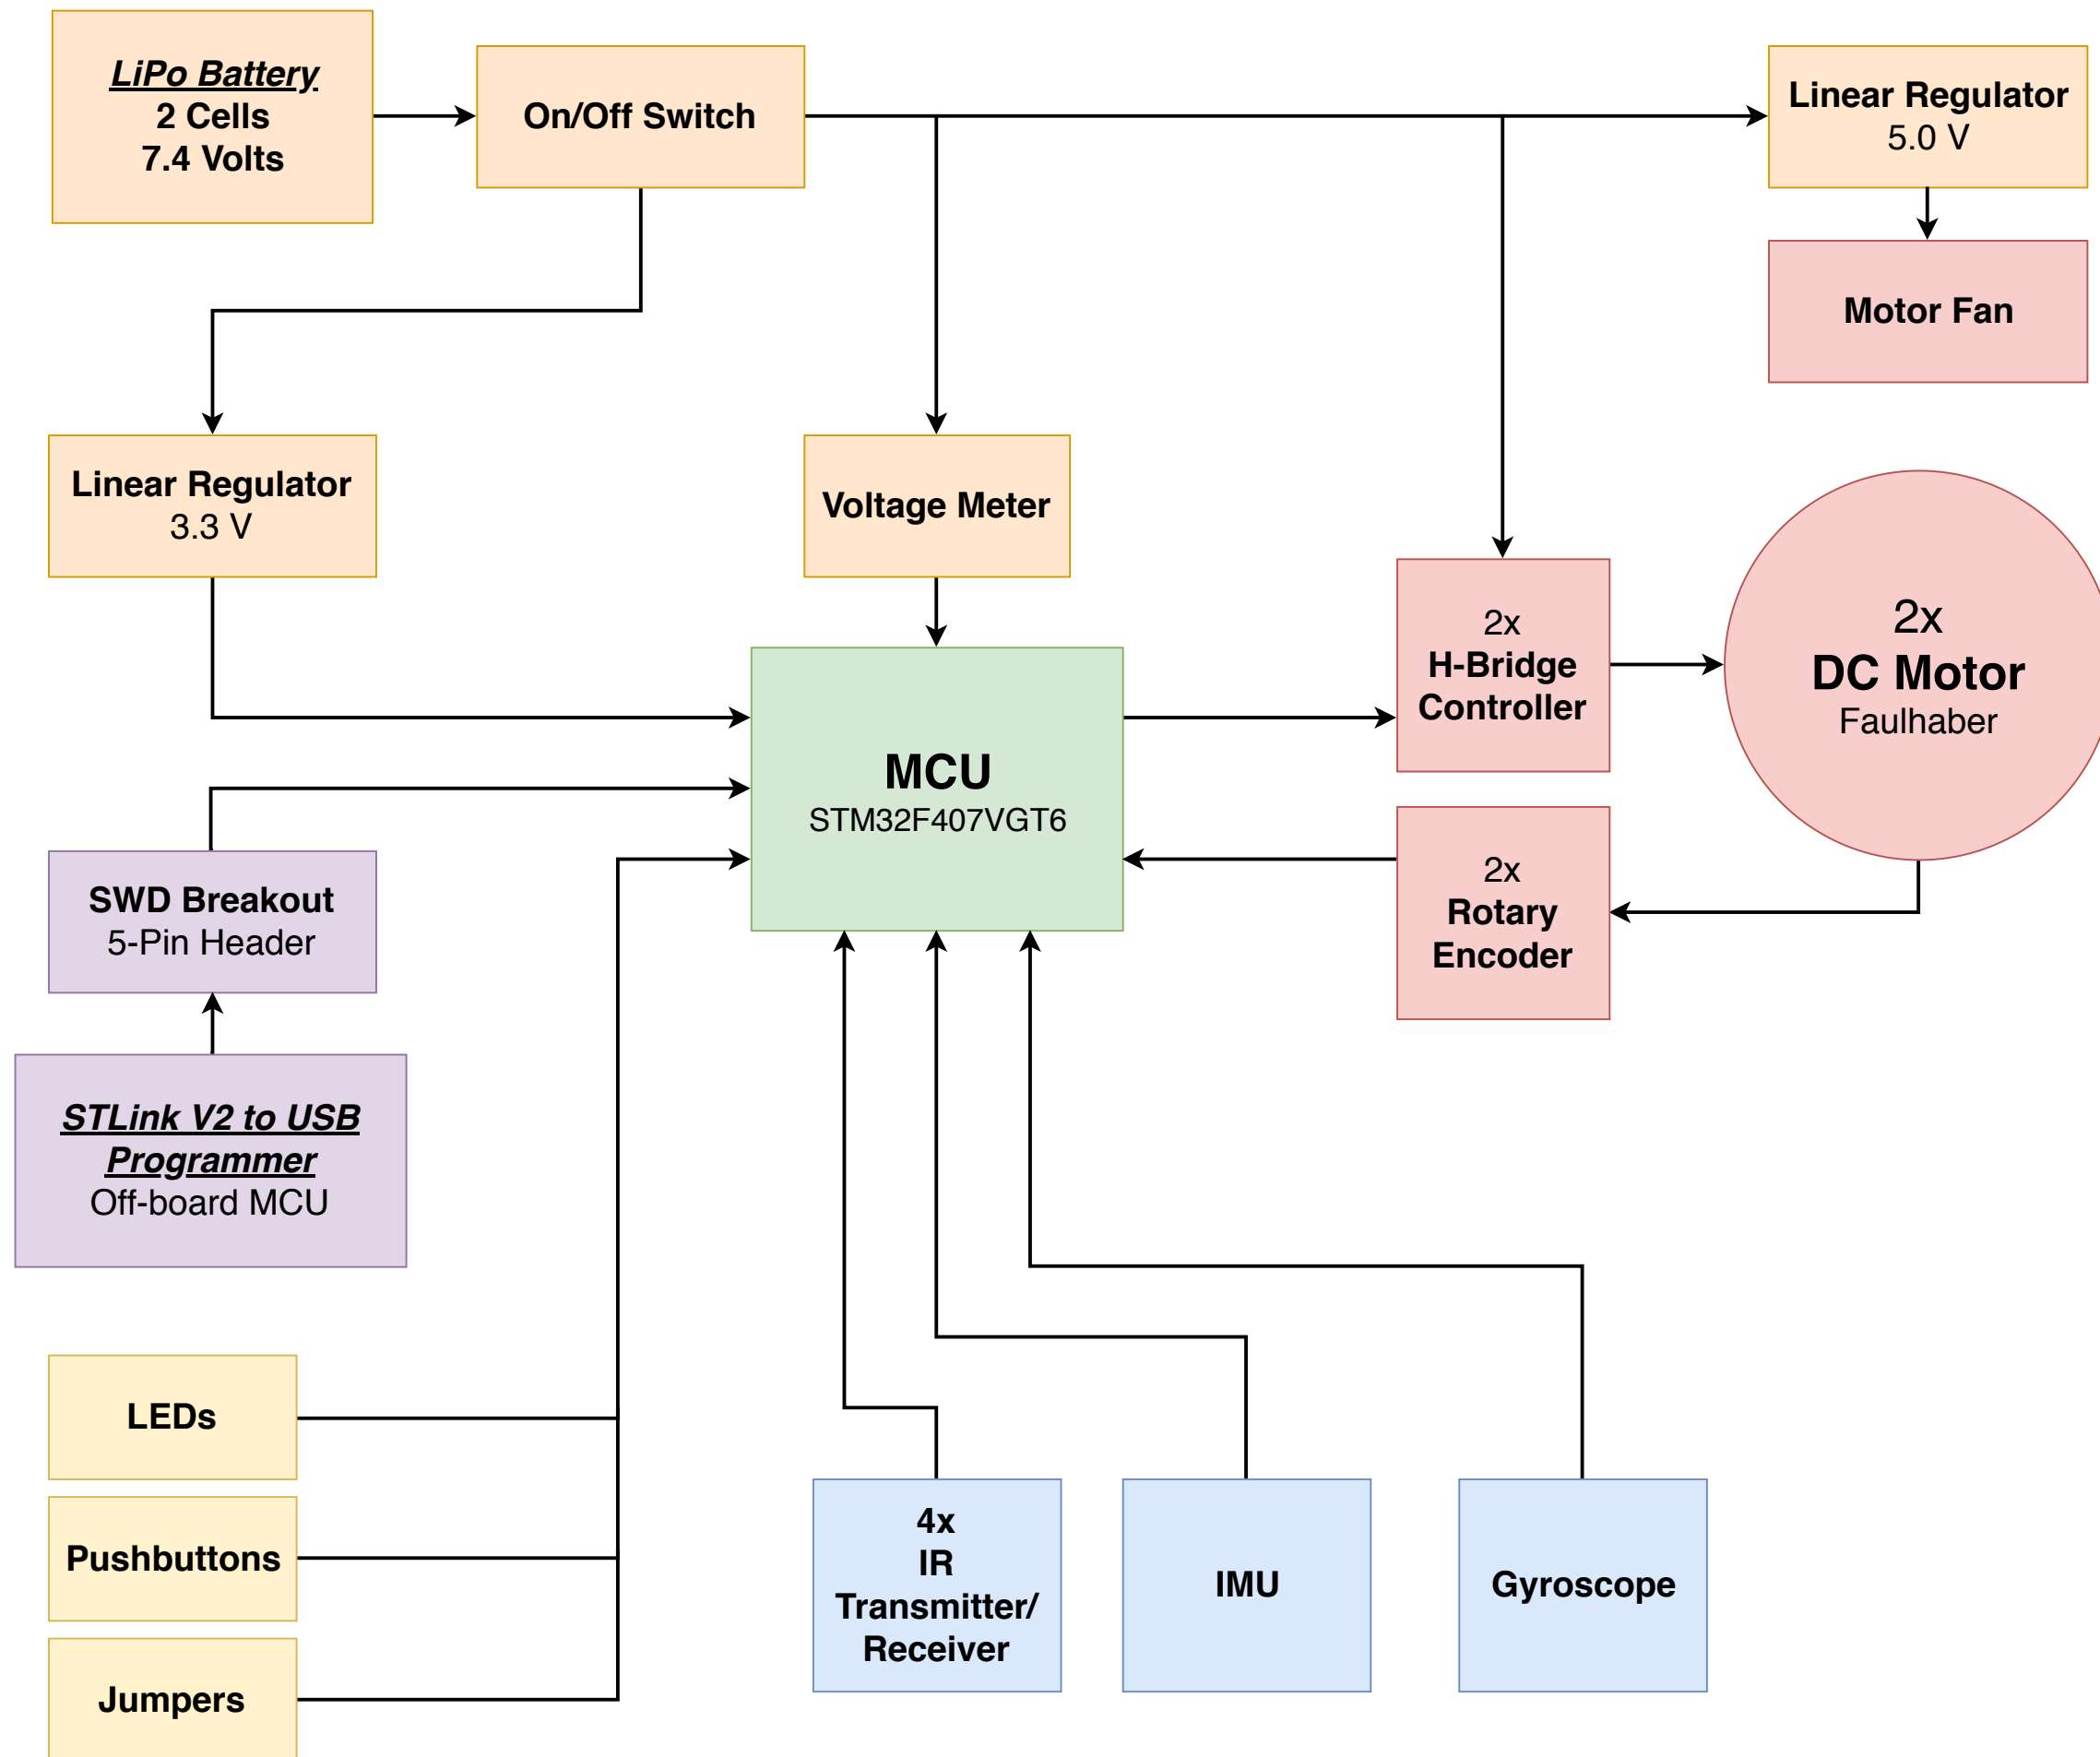 LiPo Battery
2 Cells
7.4 Volts
On/Off Switch
Linear Regulator
5.0 V
Motor Fan
Linear Regulator
3.3 V
Voltage Meter
2x
H-Bridge
Controller
2x
DC Motor
Faulhaber
MCU
STM32F407VGT6
SWD Breakout
5-Pin Header
2x
Rotary
Encoder
STLink V2 to USB
Programmer
Off-board MCU
LEDs
Pushbuttons
Jumpers
4x
IR
Transmitter/
Receiver
IMU
Gyroscope